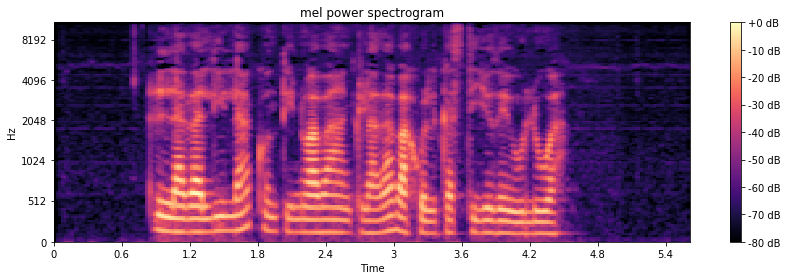 mel power spectrogram
+0 dB
8192
-10 dB
4096
-20 dB
-30 dB
2048
Hz
-40 dB
1024
-50 dB
512
-60 dB
-70 dB
0
-80 dB
0 0.6 1.2 1.8 2.4 3 3.6 4.2 4.8 5.4
Time